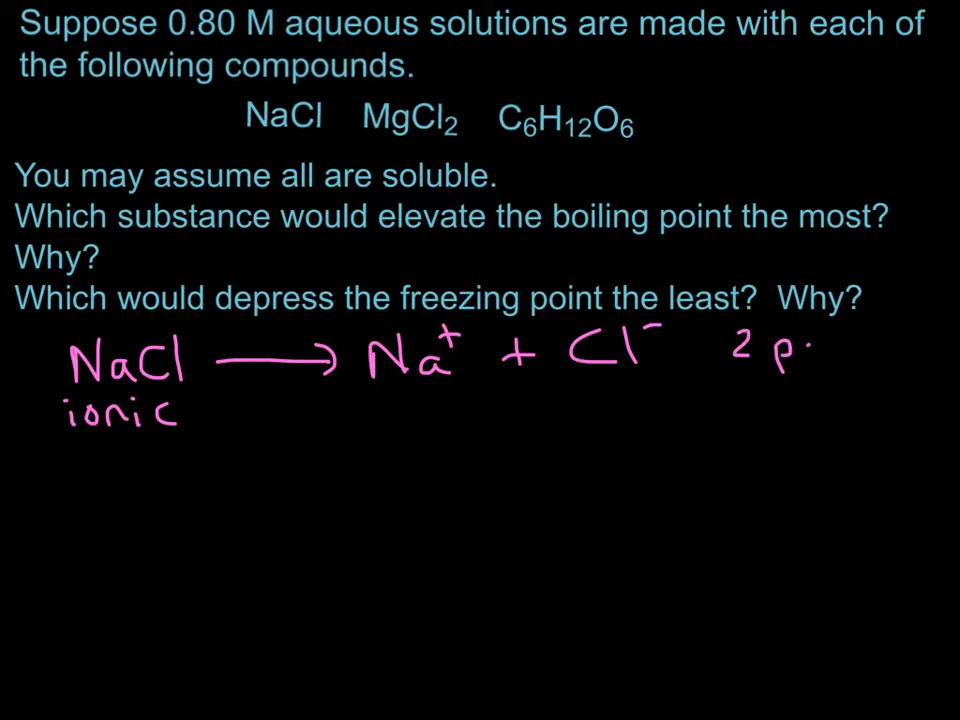 Suppose 0.80 M aqueous solutions are made with each of
the following compounds.
NaCl MgCl₂ C₆H₁₂O₆
You may assume all are soluble.
Which substance would elevate the boiling point the most?
Why?
Which would depress the freezing point the least? Why?
NaCl ⟶ Na⁺ + Cl⁻ 2 p
ionic